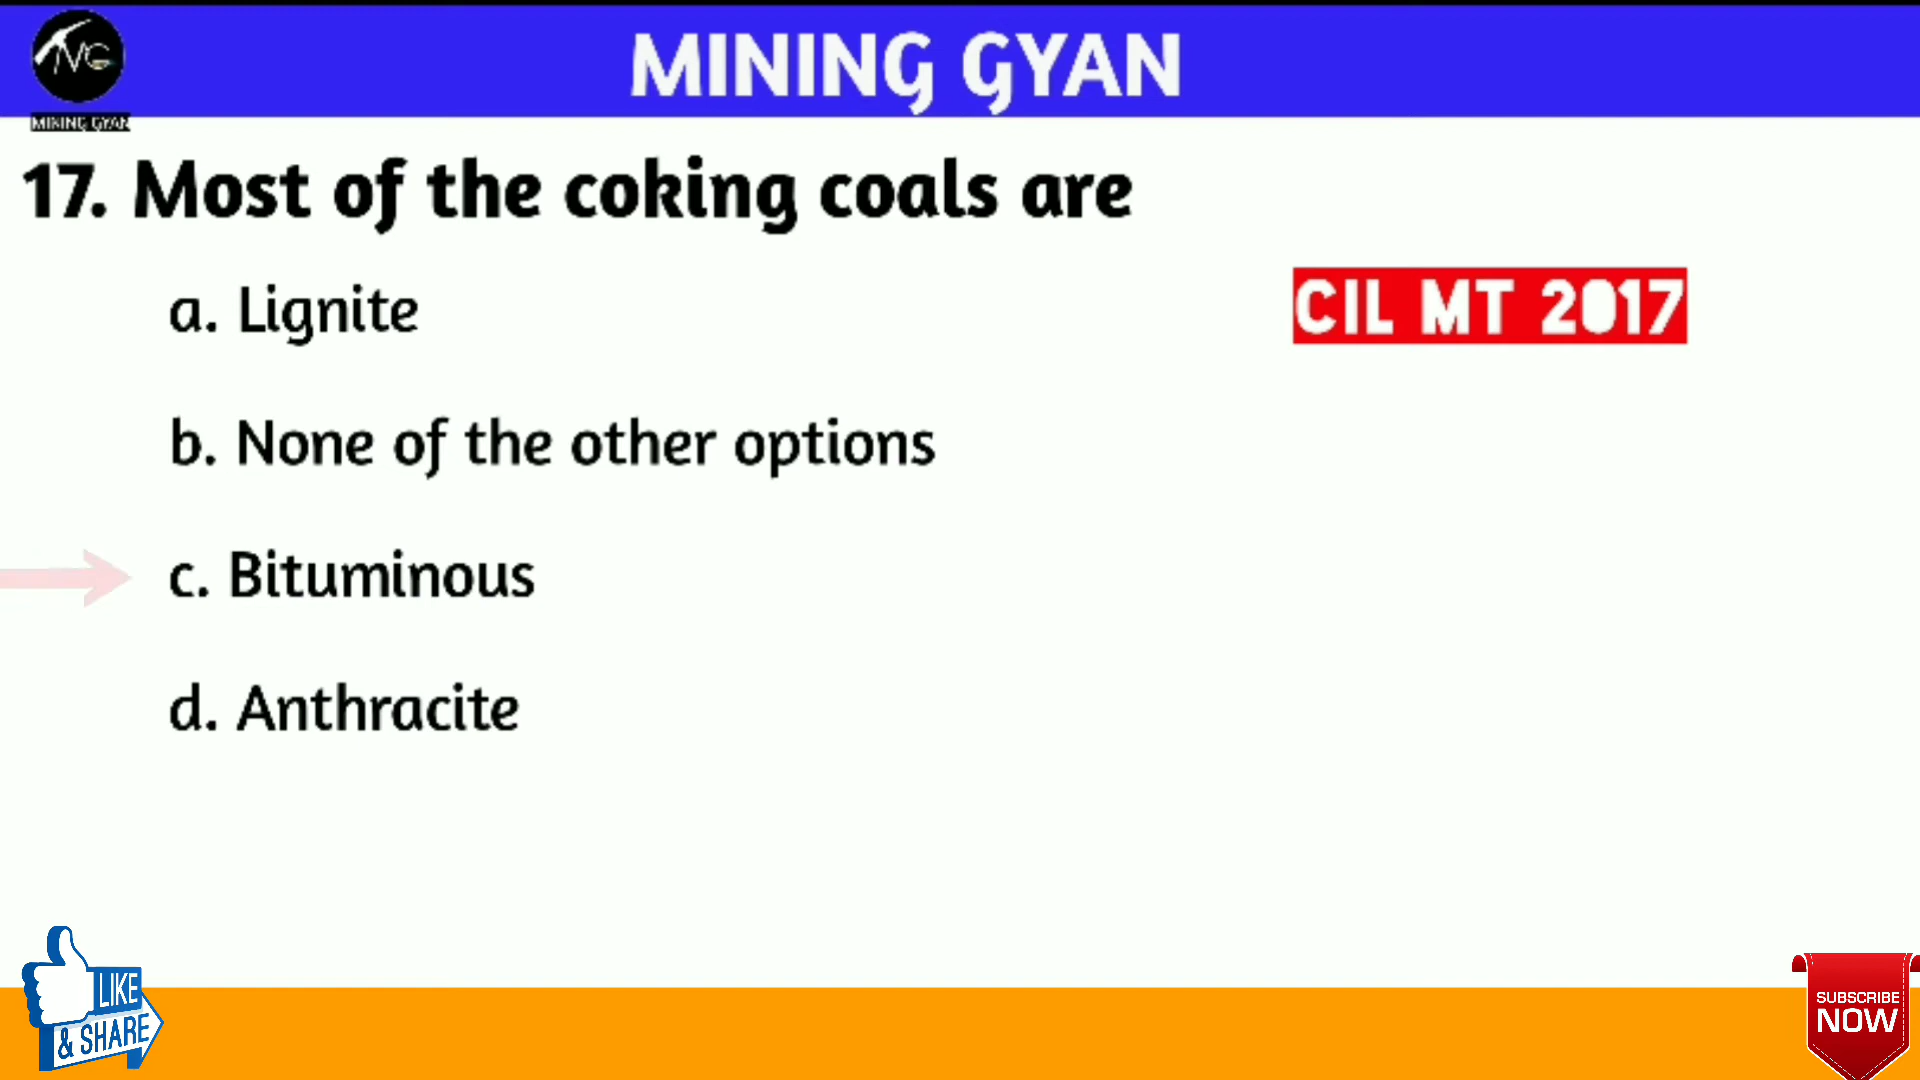 MINING GYAN
MINING GYAN
17. Most of the coking coals are
a. Lignite
CIL MT 2017
b. None of the other options
c. Bituminous
d. Anthracite
LIKE
& SHARE
SUBSCRIBE
NOW